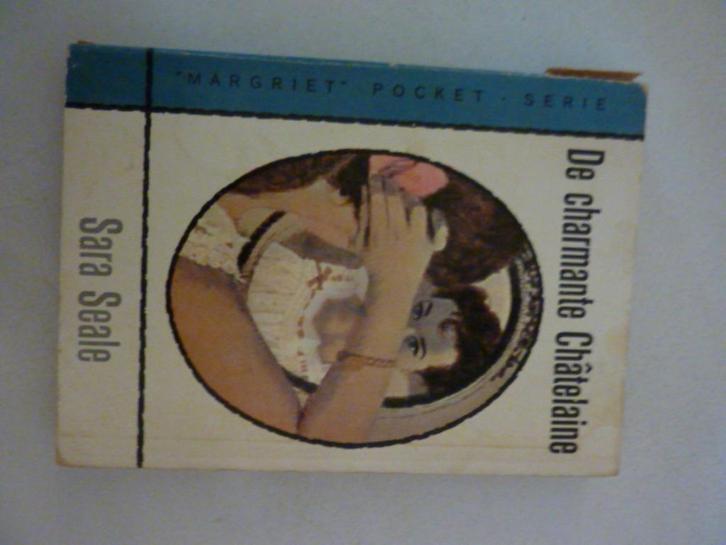 De charmante Châtelaine
"MARGRIET" POCKET - SERIE
Sara Seale